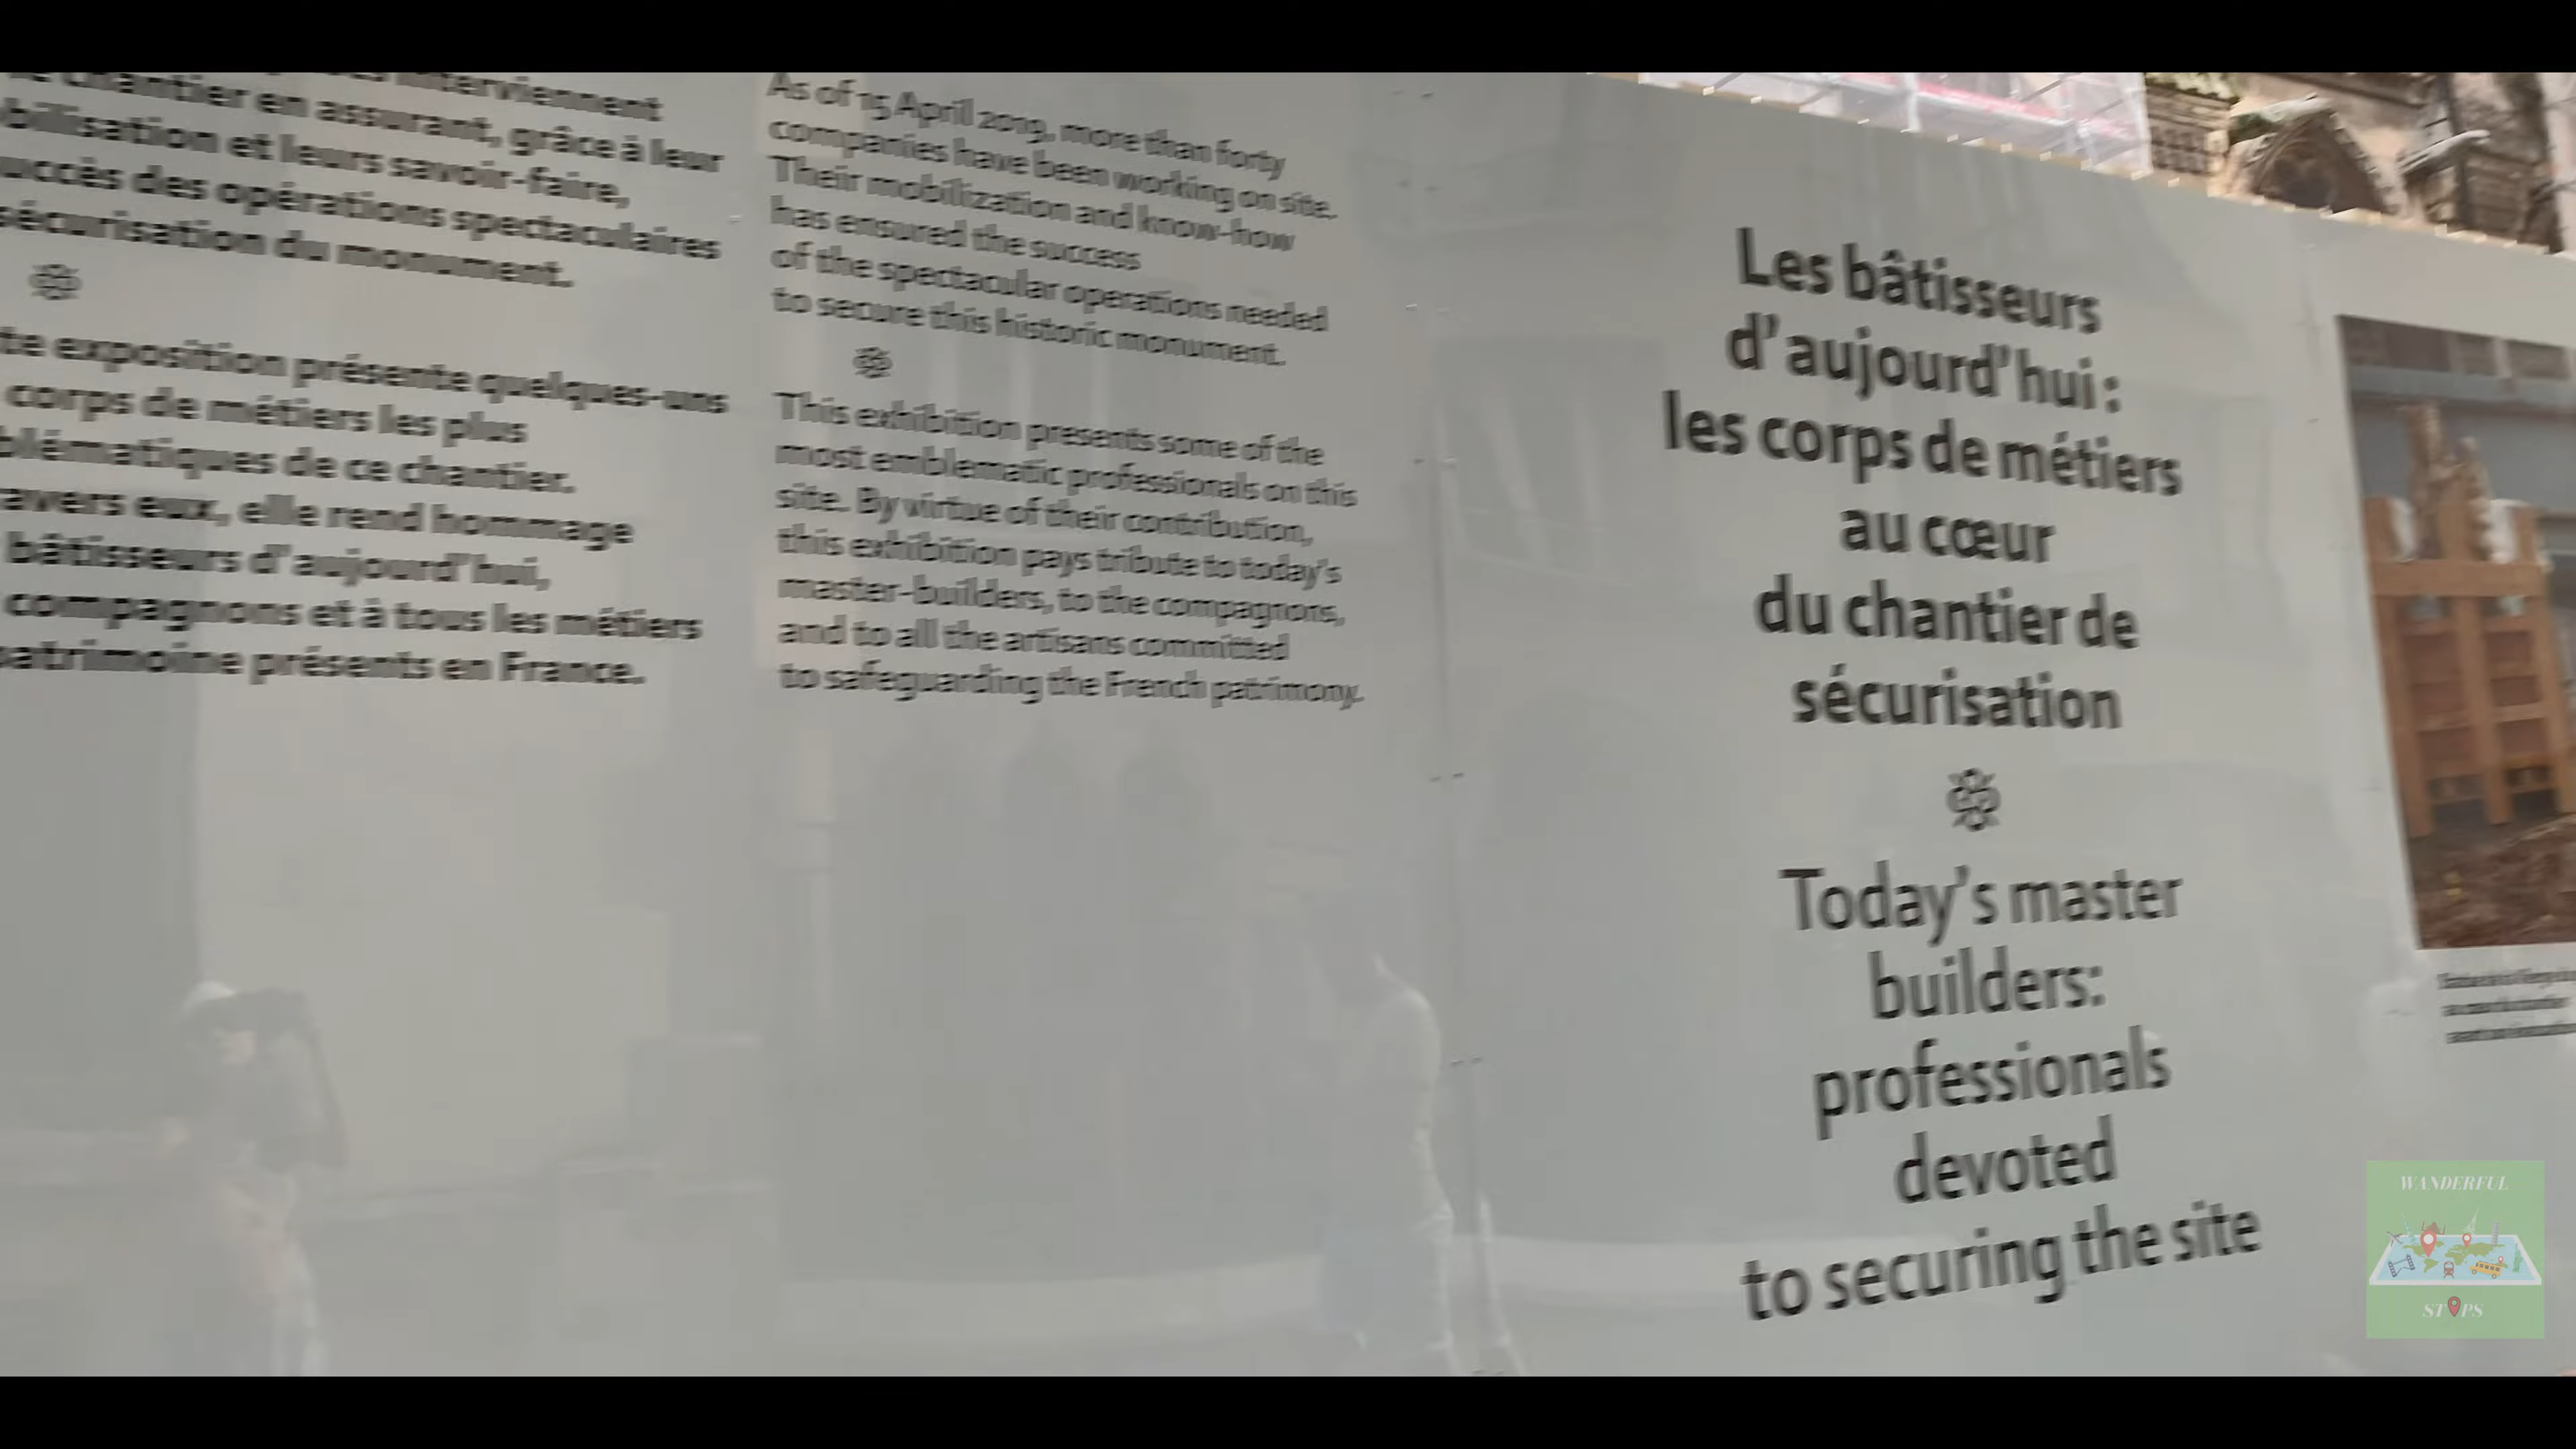 interviennent
chantier en assurant, grâce à leur
et leurs savoir-faire,
des opérations spectaculaires
sécurisation du monument.
exposition présente quelques-uns
corps de métiers les plus
de ce chantier.
eux, elle rend hommage
bâtisseurs d'aujourd'hui,
compagnons et à tous les métiers
patrimoine présents en France.
As of 15 April 2019, more than forty
companies have been working on site.
Their mobilization and know-how
has ensured the success
of the spectacular operations needed
to secure this historic monument.
This exhibition presents some of the
most emblematic professionals on this
site. By virtue of their contribution,
this exhibition pays tribute to today's
master-builders, to the compagnons,
and to all the artisans committed
to safeguarding the French patrimony.
Les bâtisseurs
d'aujourd'hui :
les corps de métiers
au cœur
du chantier de
sécurisation
Today's master
builders:
professionals
devoted
to securing the site
WANDERFUL
STOPS